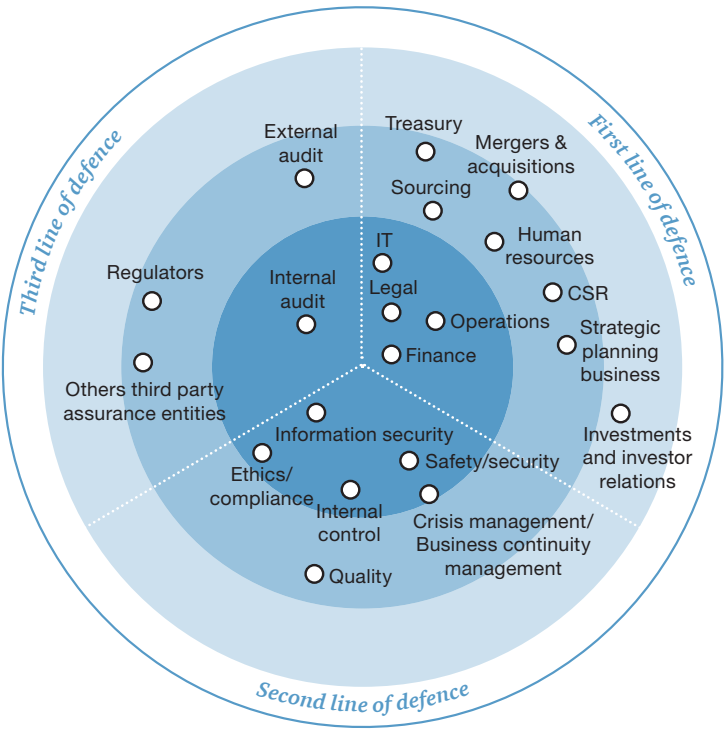 Third line of defence
First line of defence
External
audit
Treasury
Mergers &
acquisitions
Sourcing
IT
Human
resources
Regulators
Internal
audit
Legal
CSR
Operations
Strategic
planning
business
Finance
Others third party
assurance entities
Investments
and investor
relations
Information security
Safety/security
Ethics/
compliance
Internal
control
Crisis management/
Business continuity
management
Quality
Second line of defence